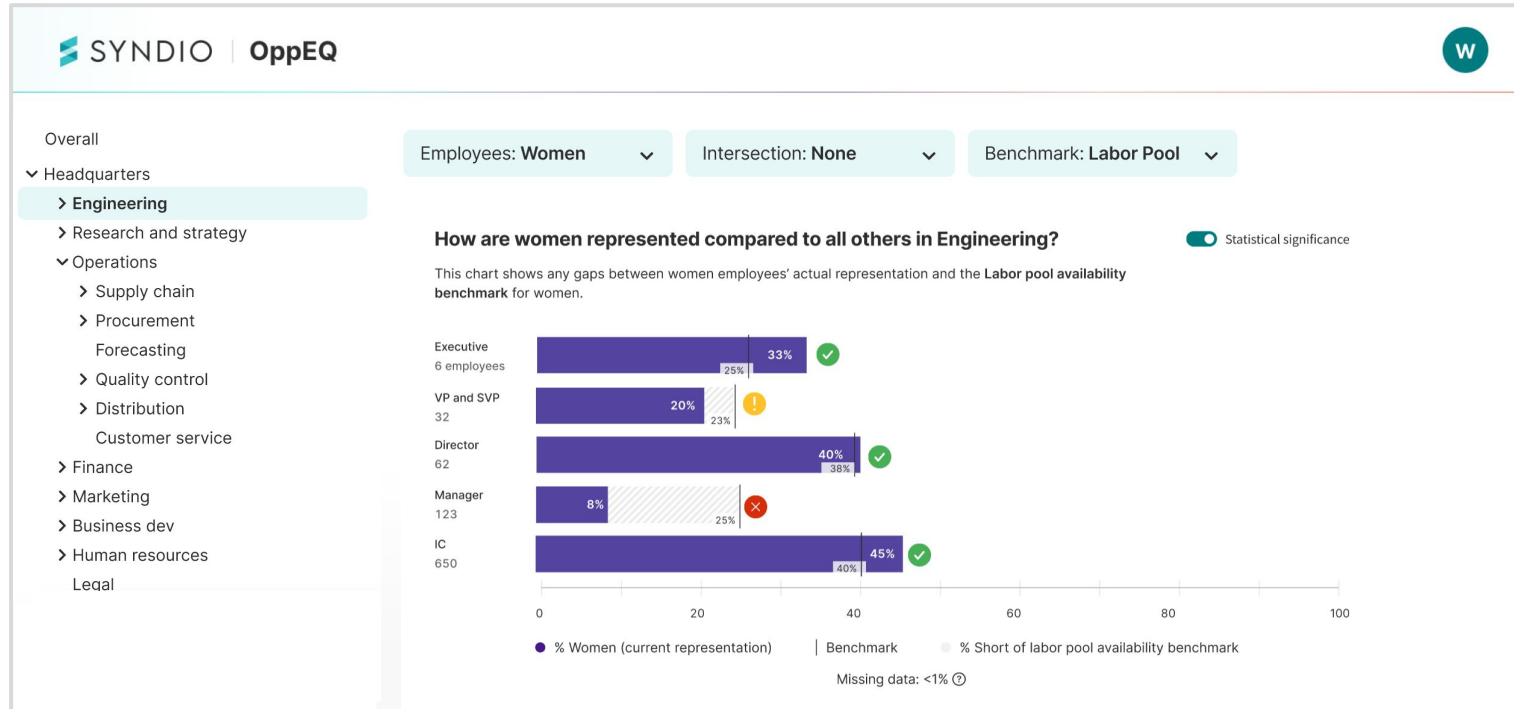 SYNDIO | OppEQ
W
Overall
Headquarters
Engineering
Research and strategy
Operations
Supply chain
Procurement
Forecasting
Quality control
Distribution
Customer service
Finance
Marketing
Business dev
Human resources
Legal
Employees: Women
Intersection: None
Benchmark: Labor Pool
How are women represented compared to all others in Engineering?
Statistical significance
This chart shows any gaps between women employees’ actual representation and the Labor pool availability
benchmark for women.
Executive
6 employees
33%
25%
VP and SVP
32
20%
23%
Director
62
40%
38%
Manager
123
8%
25%
IC
650
45%
40%
0 20 40 60 80 100
% Women (current representation)
Benchmark
% Short of labor pool availability benchmark
Missing data: <1%